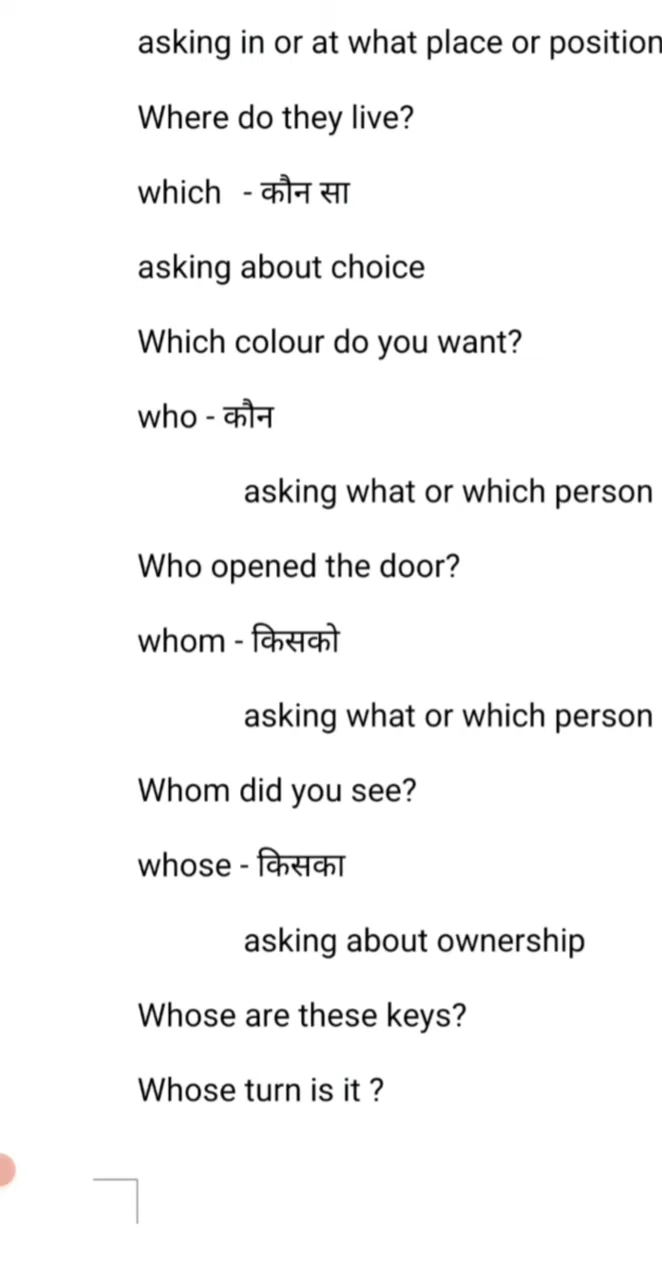 asking in or at what place or position
Where do they live?
which - कौन सा
asking about choice
Which colour do you want?
who - कौन
asking what or which person
Who opened the door?
whom - किसको
asking what or which person
Whom did you see?
whose - किसका
asking about ownership
Whose are these keys?
Whose turn is it ?